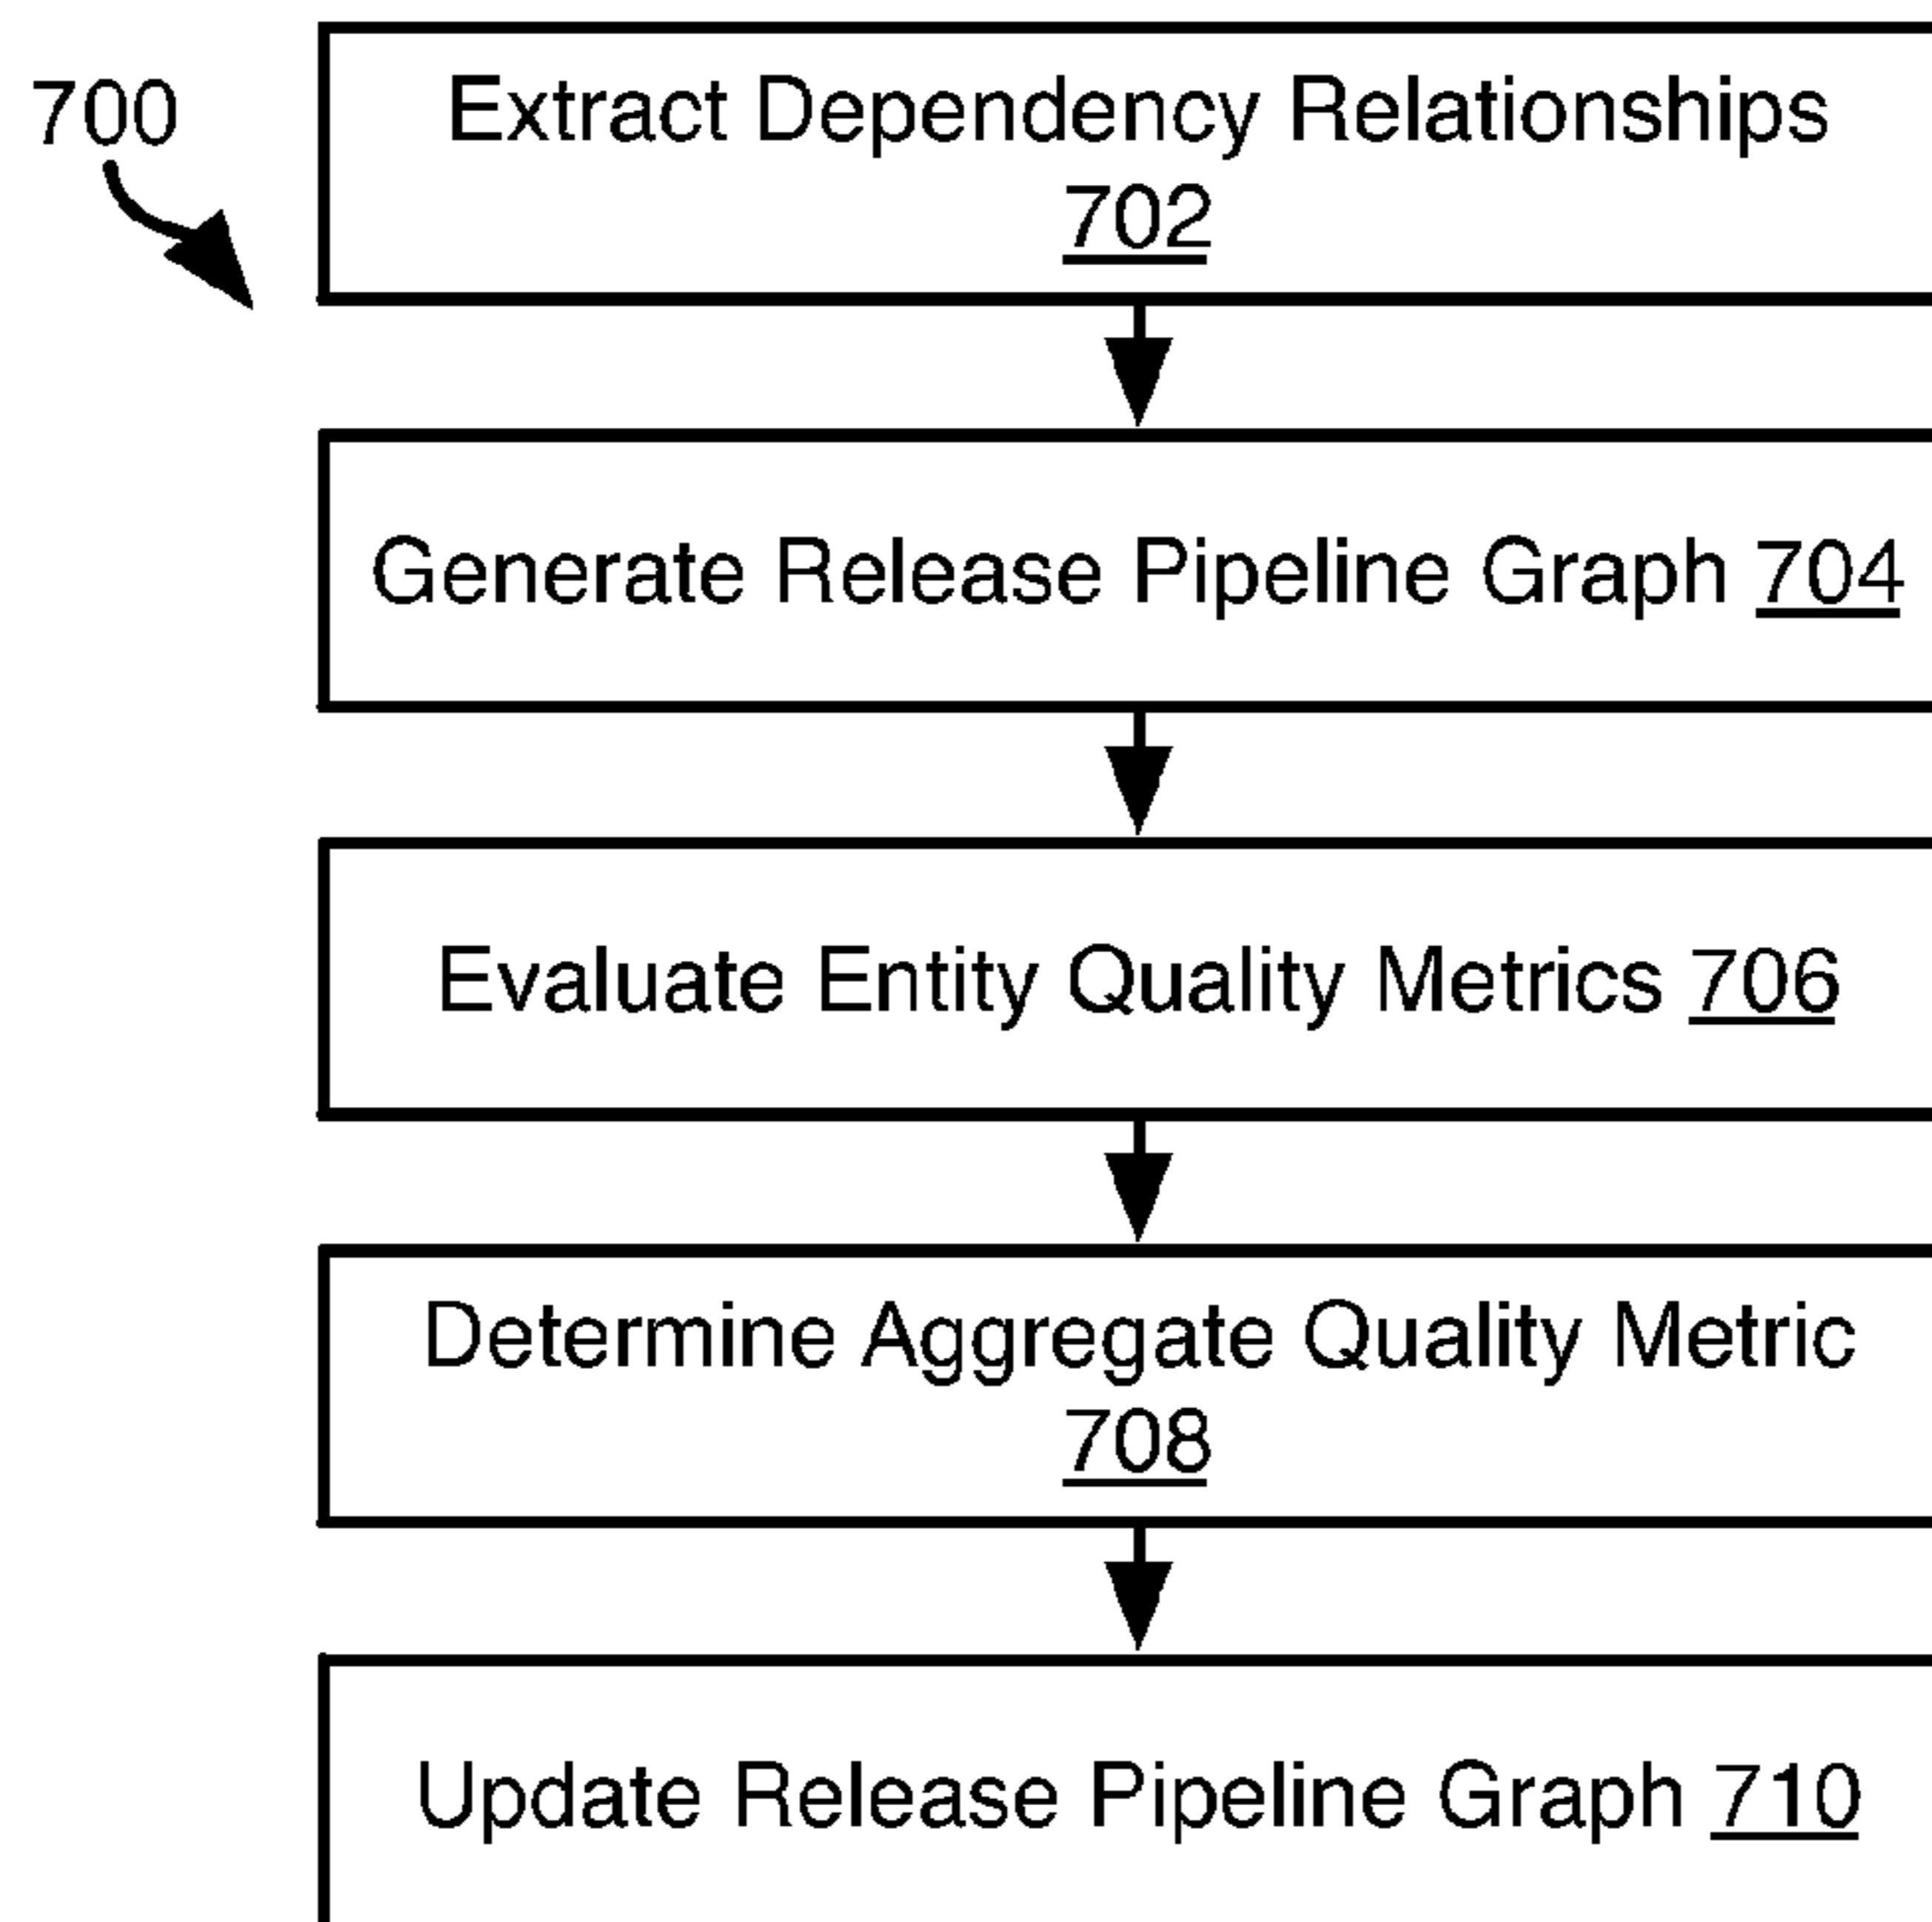 700
Extract Dependency Relationships
702
Generate Release Pipeline Graph 704
Evaluate Entity Quality Metrics 706
Determine Aggregate Quality Metric
708
Update Release Pipeline Graph 710